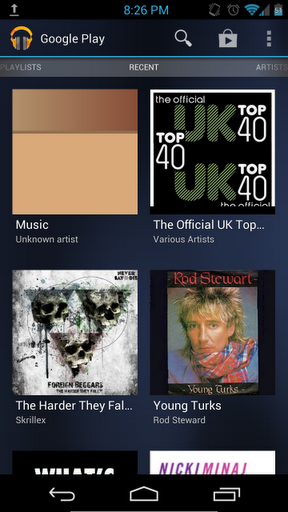 8:26 PM
Google Play
PLAYLISTS RECENT ARTISTS
the official
UK
TOP
40
TOP
40
UK
TOP
40
the official
Music
Unknown artist
The Official UK Top...
Various Artists
NEVER
SAY DIE
FOREIGN BEGGARS
THE HARDER THEY FALL
Rod Stewart
Young Turks
The Harder They Fal...
Skrillex
Young Turks
Rod Steward
WHAT'S
NICKI MINAJ